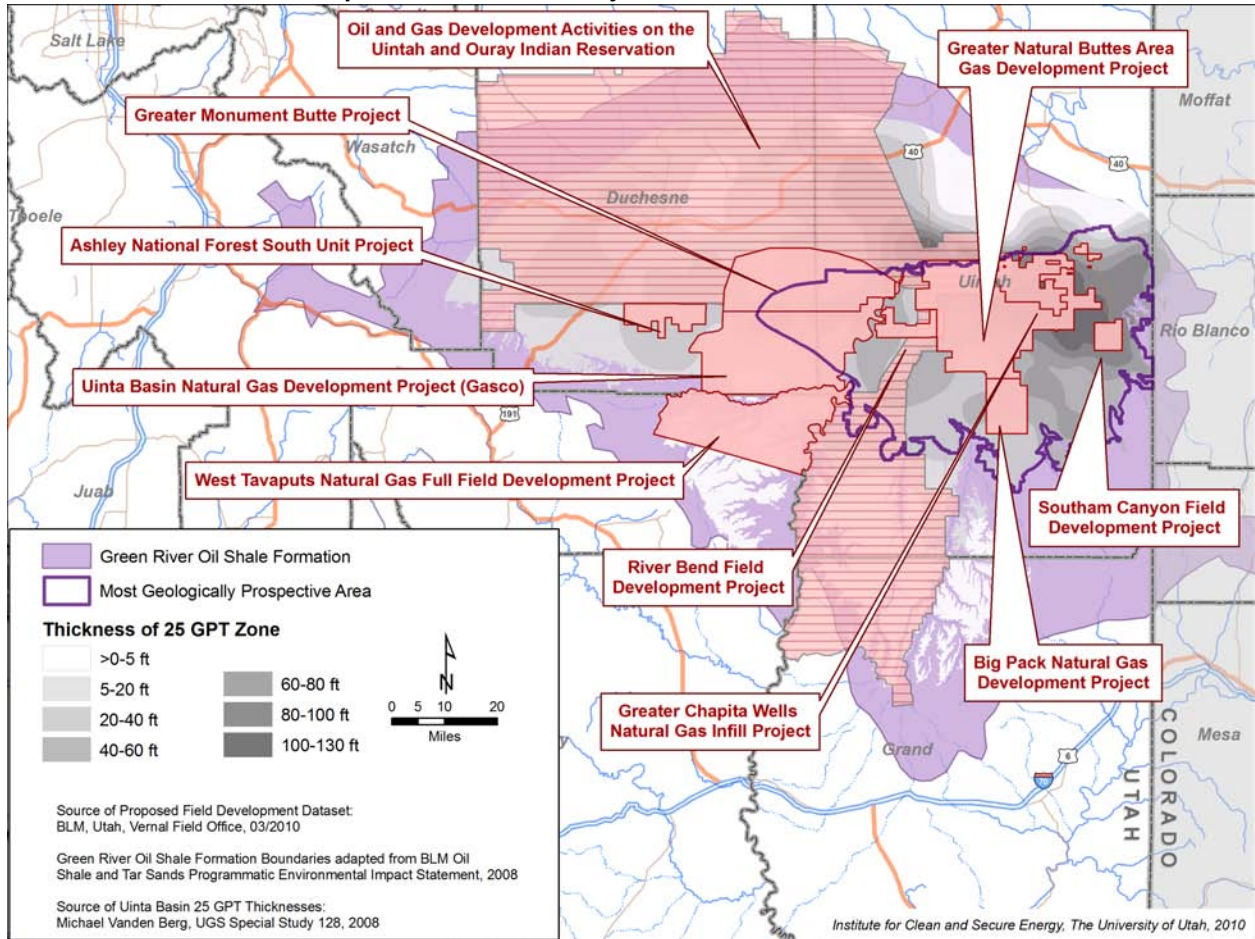 Salt Lake
Oil and Gas Development Activities on the
Uintah and Ouray Indian Reservation
Greater Natural Buttes Area
Gas Development Project
Moffat
Greater Monument Butte Project
Wasatch
40
40
Duchesne
Tooele
Ashley National Forest South Unit Project
Uintah
Rio Blanco
Uinta Basin Natural Gas Development Project (Gasco)
191
West Tavaputs Natural Gas Full Field Development Project
Juab
Southam Canyon Field
Development Project
River Bend Field
Development Project
Big Pack Natural Gas
Development Project
Greater Chapita Wells
Natural Gas Infill Project
Grand
6
Mesa
UTAH
COLORADO
Green River Oil Shale Formation
Most Geologically Prospective Area
Thickness of 25 GPT Zone
>0-5 ft
5-20 ft
20-40 ft
40-60 ft
60-80 ft
80-100 ft
100-130 ft
N
0 5 10 20
Miles
Source of Proposed Field Development Dataset:
BLM, Utah, Vernal Field Office, 03/2010
Green River Oil Shale Formation Boundaries adapted from BLM Oil
Shale and Tar Sands Programmatic Environmental Impact Statement, 2008
Source of Uinta Basin 25 GPT Thicknesses:
Michael Vanden Berg, UGS Special Study 128, 2008
Institute for Clean and Secure Energy, The University of Utah, 2010